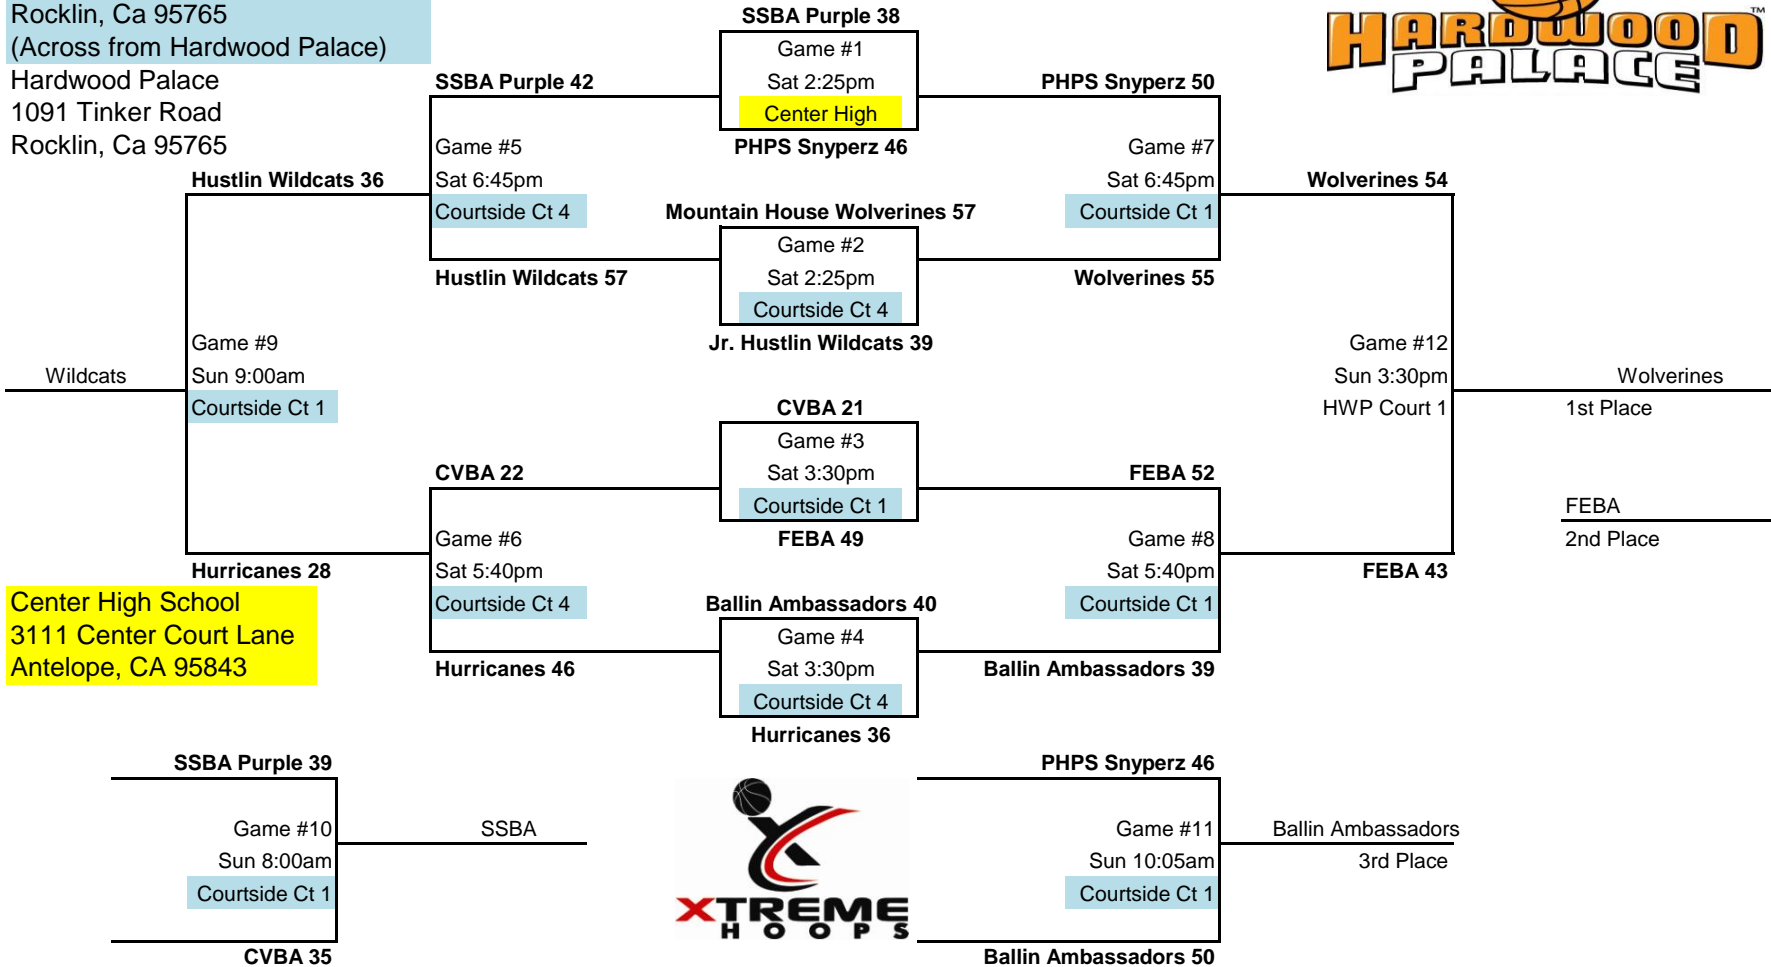 Rocklin, Ca 95765
(Across from Hardwood Palace)
Hardwood Palace
1091 Tinker Road
Rocklin, Ca 95765
HARDWOOD
PALACE
TM
SSBA Purple 38
Game #1
Sat 2:25pm
Center High
PHPS Snyperz 46
SSBA Purple 42
Game #5
Sat 6:45pm
Courtside Ct 4
Hustlin Wildcats 57
PHPS Snyperz 50
Game #7
Sat 6:45pm
Courtside Ct 1
Wolverines 55
Mountain House Wolverines 57
Game #2
Sat 2:25pm
Courtside Ct 4
Jr. Hustlin Wildcats 39
Hustlin Wildcats 36
Game #9
Sun 9:00am
Courtside Ct 1
Hurricanes 28
Wildcats
Wolverines 54
Game #12
Sun 3:30pm
HWP Court 1
FEBA 43
Wolverines
1st Place
FEBA
2nd Place
CVBA 21
Game #3
Sat 3:30pm
Courtside Ct 1
FEBA 49
CVBA 22
Game #6
Sat 5:40pm
Courtside Ct 4
Hurricanes 46
FEBA 52
Game #8
Sat 5:40pm
Courtside Ct 1
Ballin Ambassadors 39
Ballin Ambassadors 40
Game #4
Sat 3:30pm
Courtside Ct 4
Hurricanes 36
Center High School
3111 Center Court Lane
Antelope, CA 95843
SSBA Purple 39
Game #10
Sun 8:00am
Courtside Ct 1
CVBA 35
SSBA
XTREME
HOOPS
PHPS Snyperz 46
Game #11
Sun 10:05am
Courtside Ct 1
Ballin Ambassadors 50
Ballin Ambassadors
3rd Place